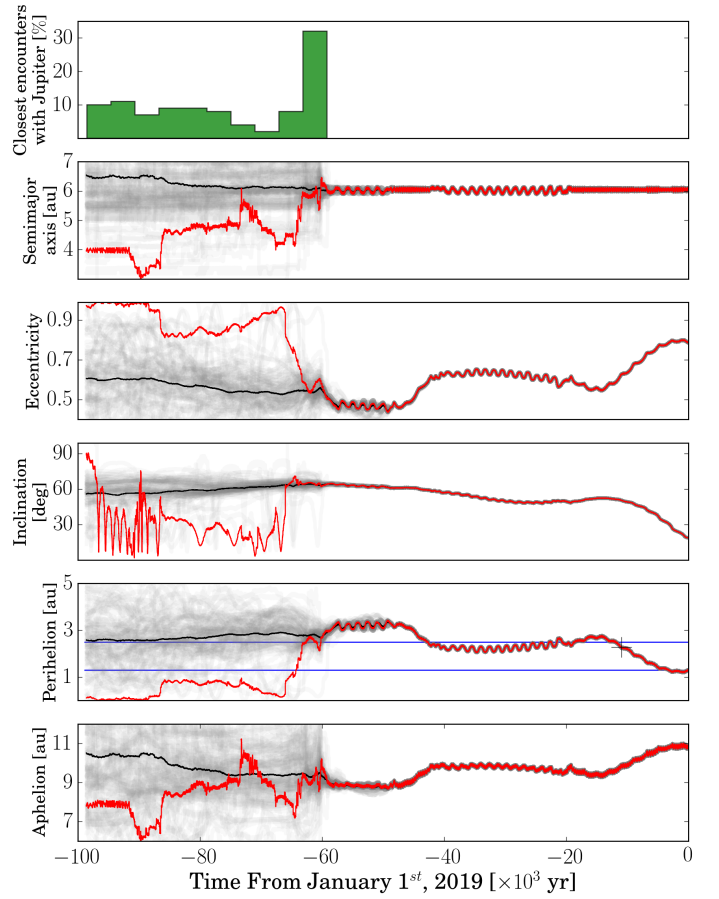 Closest encounters
with Jupiter [%]
30
20
10
Semimajor
axis [au]
7
6
5
4
Eccentricity
0.9
0.7
0.5
Inclination
[deg]
90
60
30
Perihelion [au]
5
3
1
Aphelion [au]
11
9
7
−100 −80 −60 −40 −20 0
Time From January 1st, 2019 [×10³ yr]